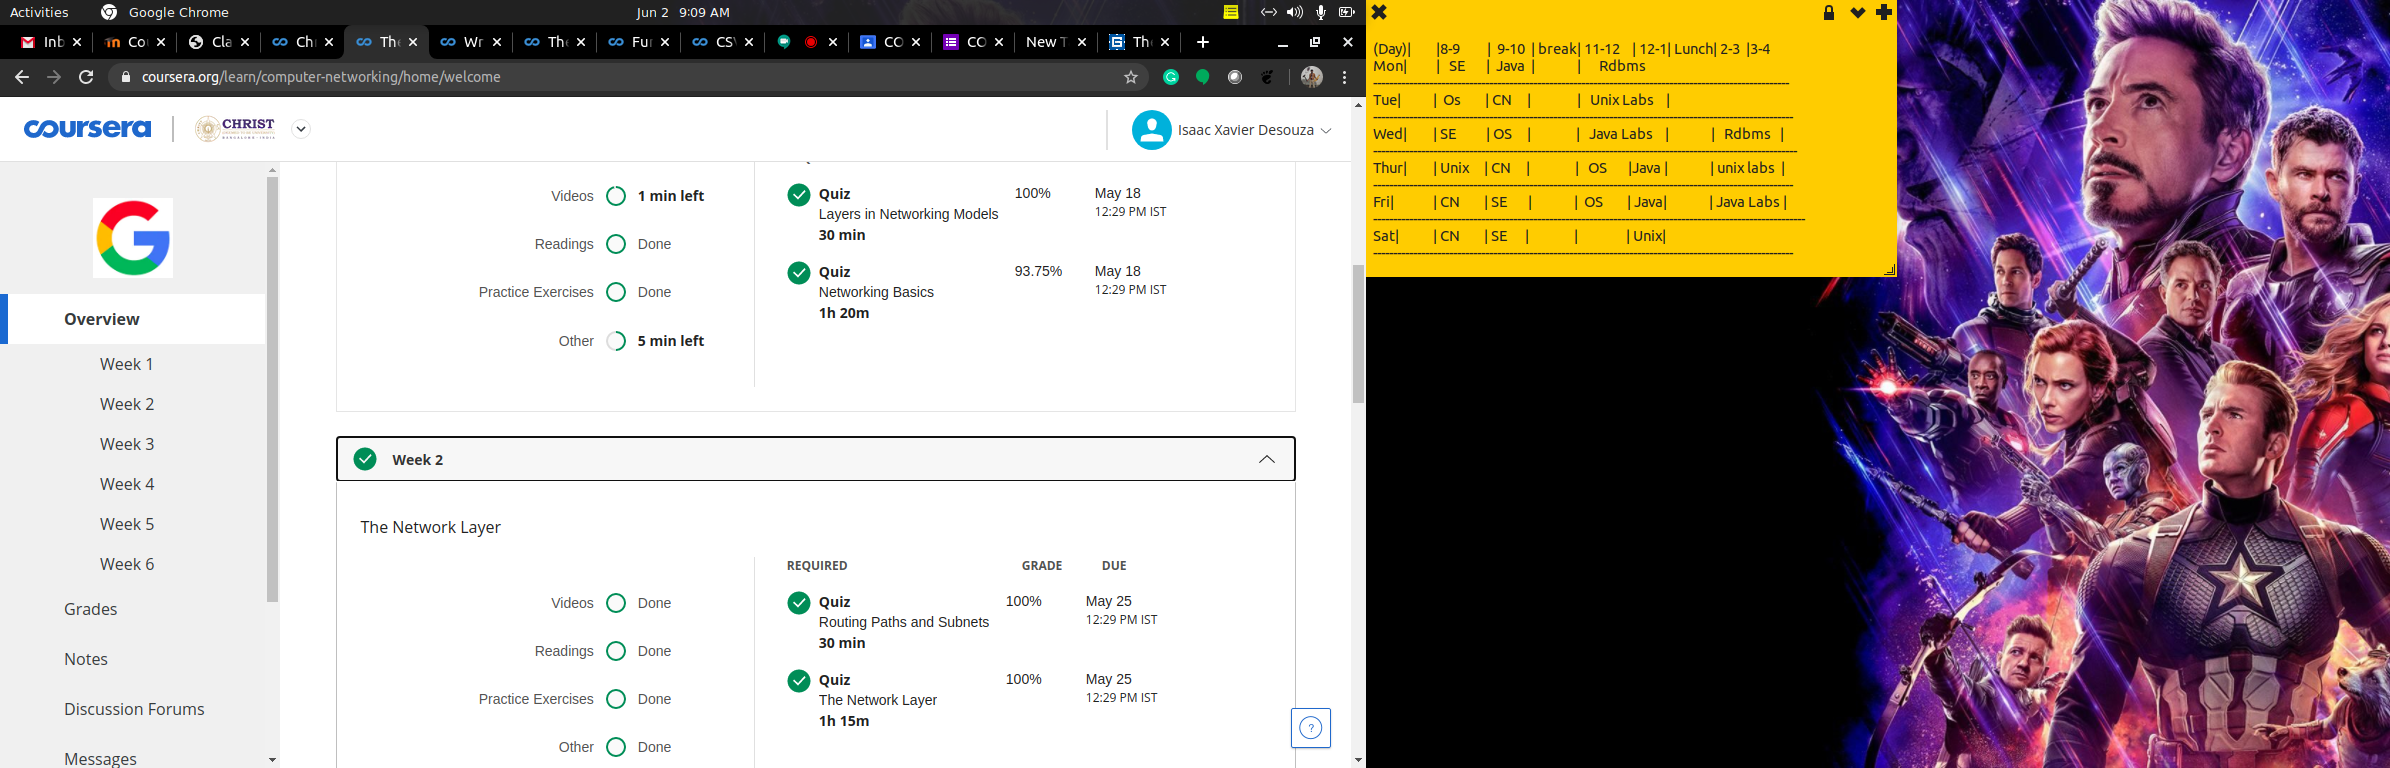 Activities Google Chrome Jun 2 9:09 AM
Inb Co Cla Ch The Wr The Fu CS CO CO New T The
coursera.org/learn/computer-networking/home/welcome
coursera CHRIST Isaac Xavier Desouza
Overview
Week 1
Week 2
Week 3
Week 4
Week 5
Week 6
Grades
Notes
Discussion Forums
Messages
Videos 1 min left
Readings Done
Practice Exercises Done
Other 5 min left
Quiz 100% May 18
Layers in Networking Models 12:29 PM IST
30 min
Quiz 93.75% May 18
Networking Basics 12:29 PM IST
1h 20m
Week 2
The Network Layer
Videos Done
Readings Done
Practice Exercises Done
Other Done
REQUIRED GRADE DUE
Quiz 100% May 25
Routing Paths and Subnets 12:29 PM IST
30 min
Quiz 100% May 25
The Network Layer 12:29 PM IST
1h 15m
?
(Day)| |8-9 | 9-10 | break| 11-12 | 12-1| Lunch| 2-3 |3-4
Mon| | SE | Java | | Rdbms
Tue| | Os | CN | | Unix Labs |
Wed| | SE | OS | | Java Labs | | Rdbms |
Thur| | Unix | CN | | OS |Java | | unix labs |
Fri| | CN | SE | | OS | Java| | Java Labs |
Sat| | CN | SE | | | Unix|